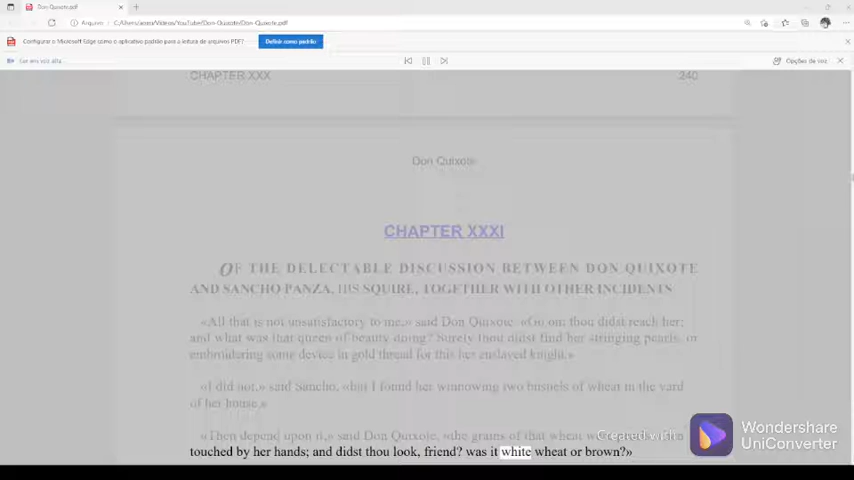 Don-Quixote.pdf
Arquivo C:/Users/ianna/Videos/YouTube/Don-Quixote/Don-Quixote.pdf
Configurar o Microsoft Edge como o aplicativo padrão para a leitura de arquivos PDF? Definir como padrão
Ler em voz alta Opções de voz
CHAPTER XXX 240
Don Quixote
CHAPTER XXXI
OF THE DELECTABLE DISCUSSION BETWEEN DON QUIXOTE
AND SANCHO PANZA, HIS SQUIRE, TOGETHER WITH OTHER INCIDENTS
«All that is not unsatisfactory to me,» said Don Quixote. «Go on; thou didst reach her;
and what was that queen of beauty doing? Surely thou didst find her stringing pearls, or
embroidering some device in gold thread for this her enslaved knight.»
«I did not,» said Sancho, «but I found her winnowing two bushels of wheat in the yard
of her house.»
«Then depend upon it,» said Don Quixote, «the grains of that wheat
touched by her hands; and didst thou look, friend? was it white wheat or brown?»
Created with
Wondershare
UniConverter